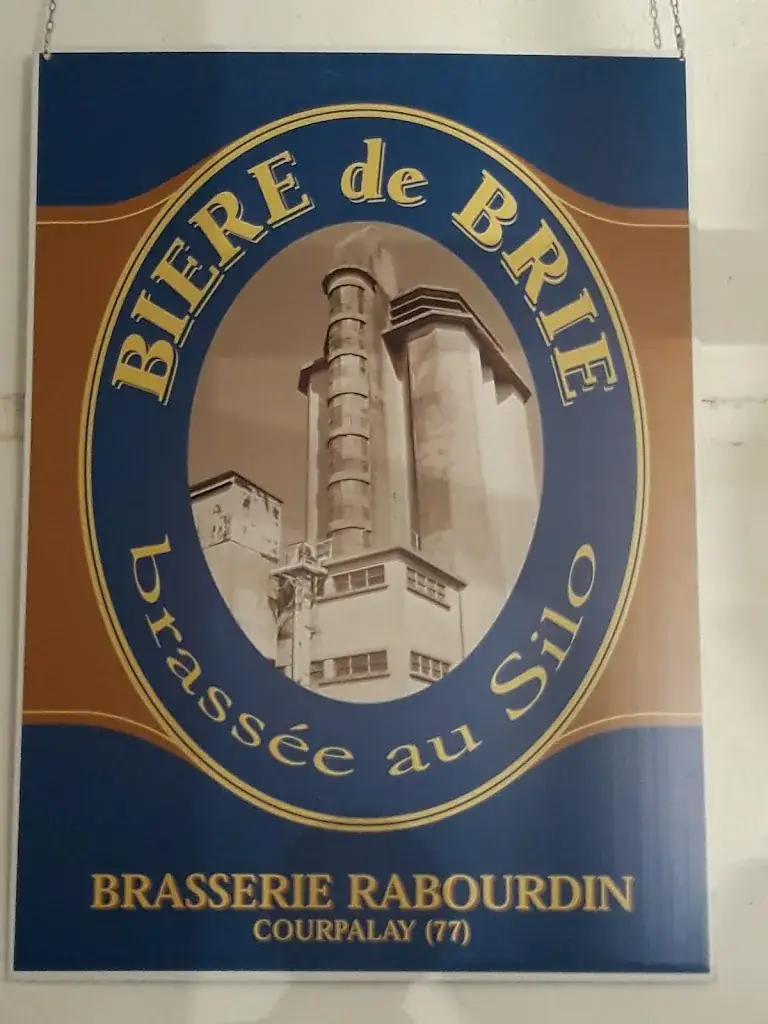 BIERE de BRIE
brassée au Silo
BRASSERIE RABOURDIN
COURPALAY (77)